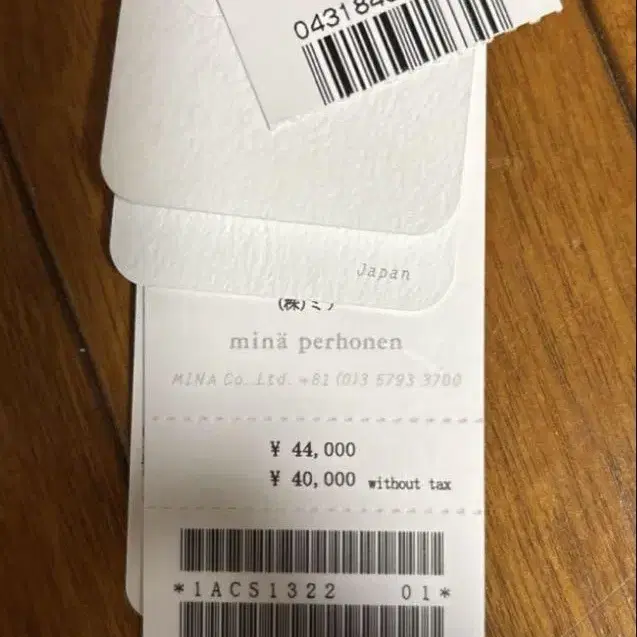 Japan
(株)ミナ
minä perhonen
MINA Co.,Ltd. +81 (0)3 5793 3700
¥ 44,000
¥ 40,000 without tax
*1ACS1322 01*